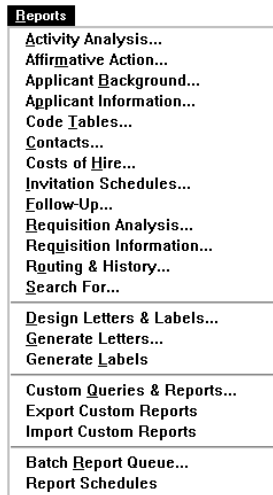 Reports
Activity Analysis...
Affirmative Action...
Applicant Background...
Applicant Information...
Code Tables...
Contacts...
Costs of Hire...
Invitation Schedules...
Follow-Up...
Requisition Analysis...
Requisition Information...
Routing & History...
Search For...
Design Letters & Labels...
Generate Letters...
Generate Labels
Custom Queries & Reports...
Export Custom Reports
Import Custom Reports
Batch Report Queue...
Report Schedules